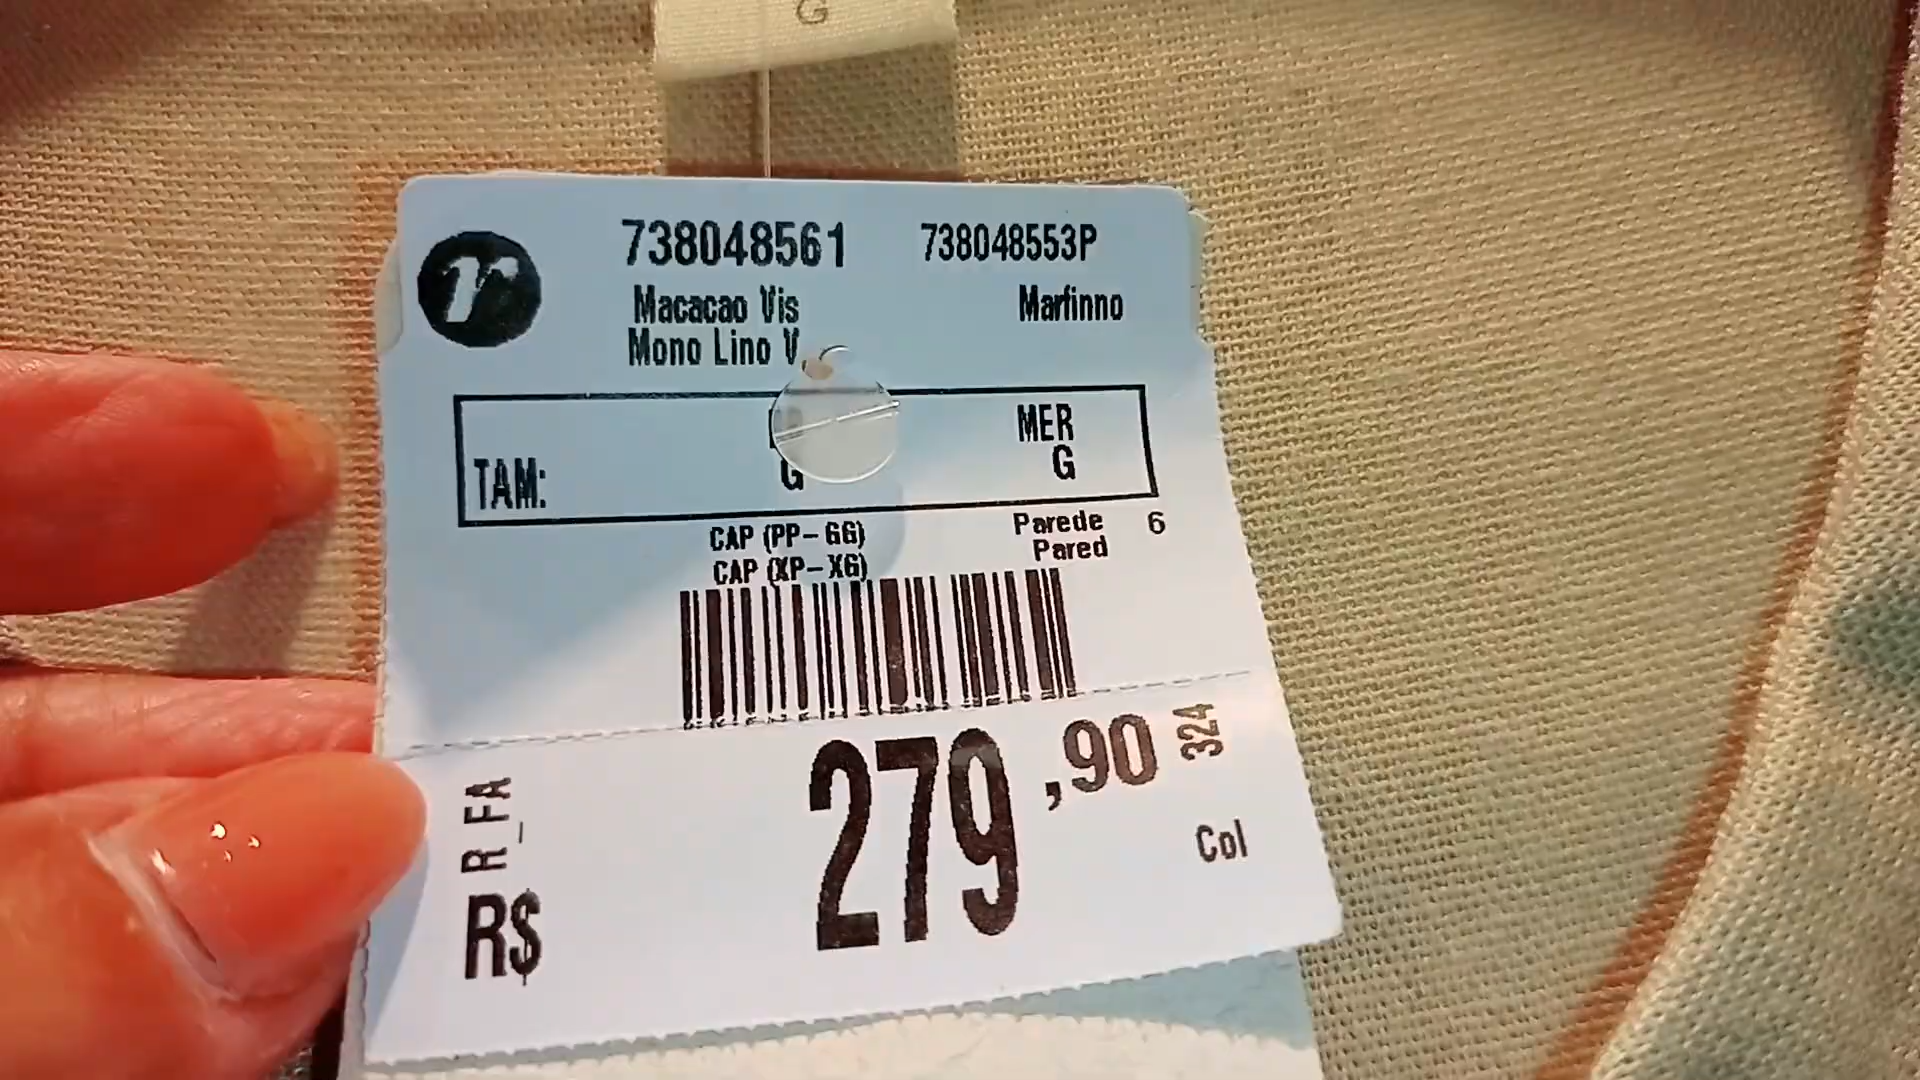 G
r
738048561 738048553P
Macacao Vis Marfinno
Mono Lino V
MER
TAM: G G
CAP (PP-GG) Parede 6
CAP (XP-XG) Pared
279,90 324
R_FA
Col
R$